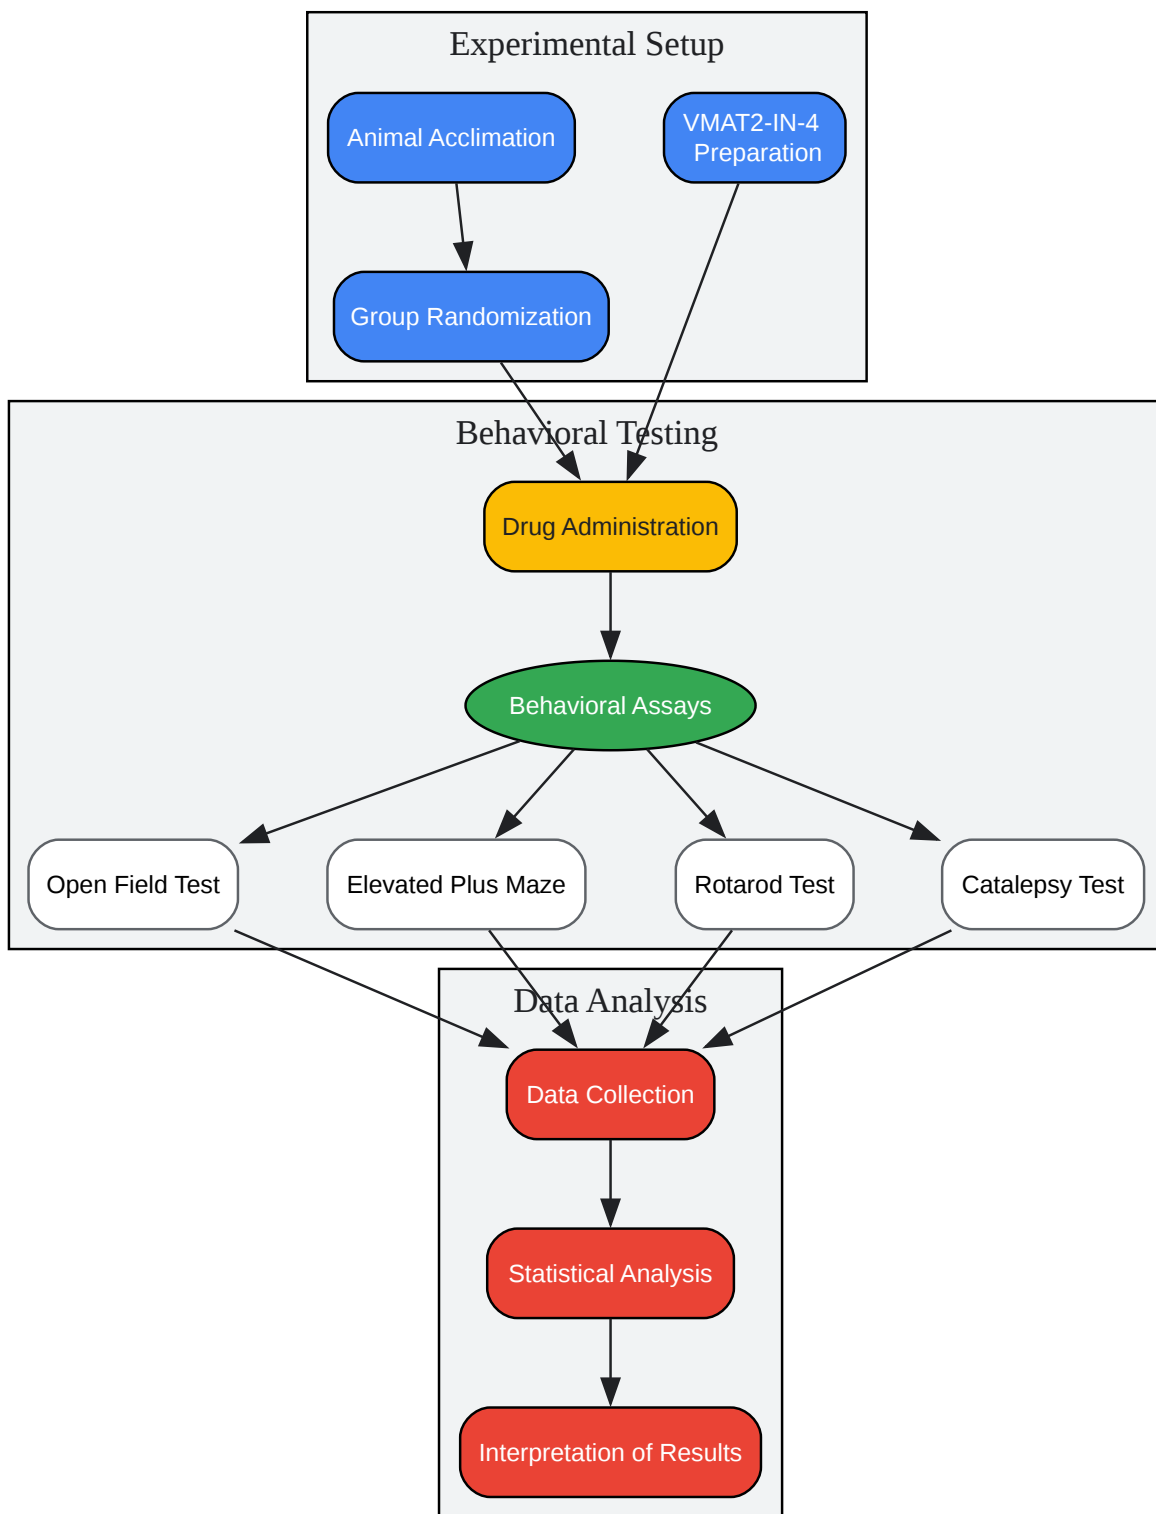 Experimental Setup
Animal Acclimation
VMAT2-IN-4
Preparation
Group Randomization
Behavioral Testing
Drug Administration
Behavioral Assays
Open Field Test
Elevated Plus Maze
Rotarod Test
Catalepsy Test
Data Analysis
Data Collection
Statistical Analysis
Interpretation of Results